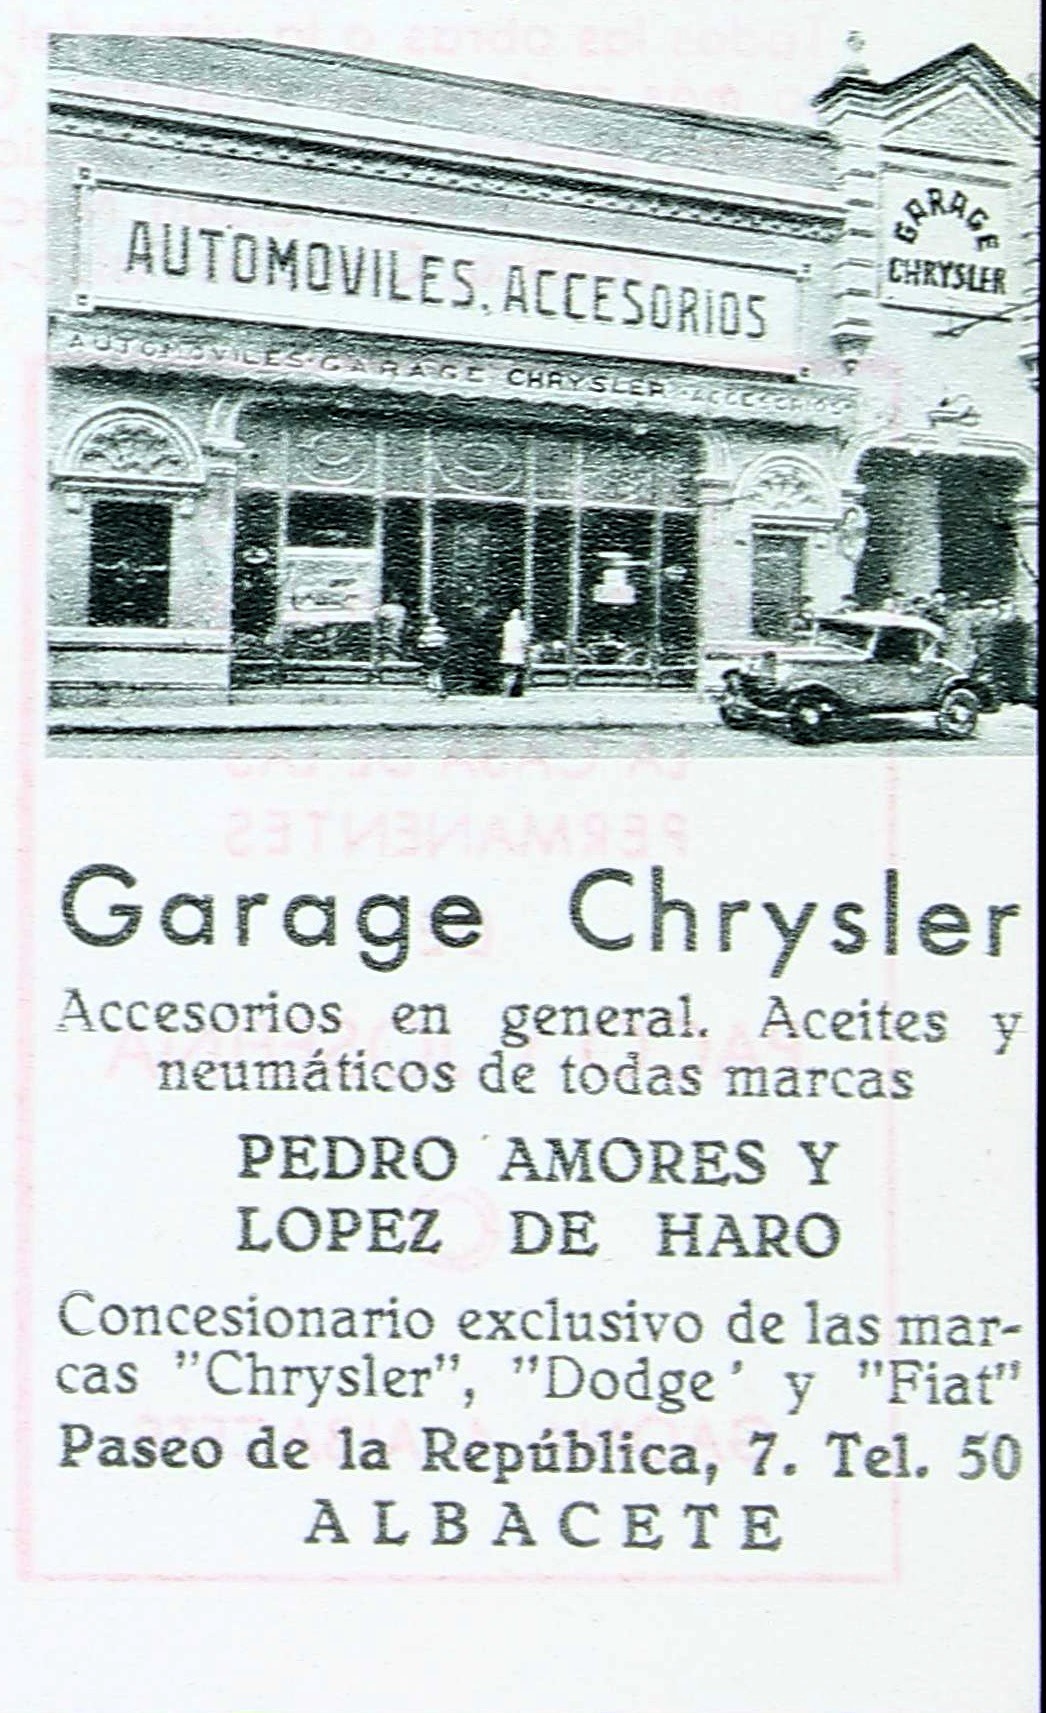 AUTOMOVILES. ACCESORIOS
GARAGE
CHRYSLER
AUTOMOVILES·GARAGE CHRYSLER·ACCESORIOS
Garage Chrysler
Accesorios en general. Aceites y
neumáticos de todas marcas
PEDRO AMORES Y
LOPEZ DE HARO
Concesionario exclusivo de las mar-
cas "Chrysler", "Dodge' y "Fiat"
Paseo de la República, 7. Tel. 50
ALBACETE
PERMANENTES